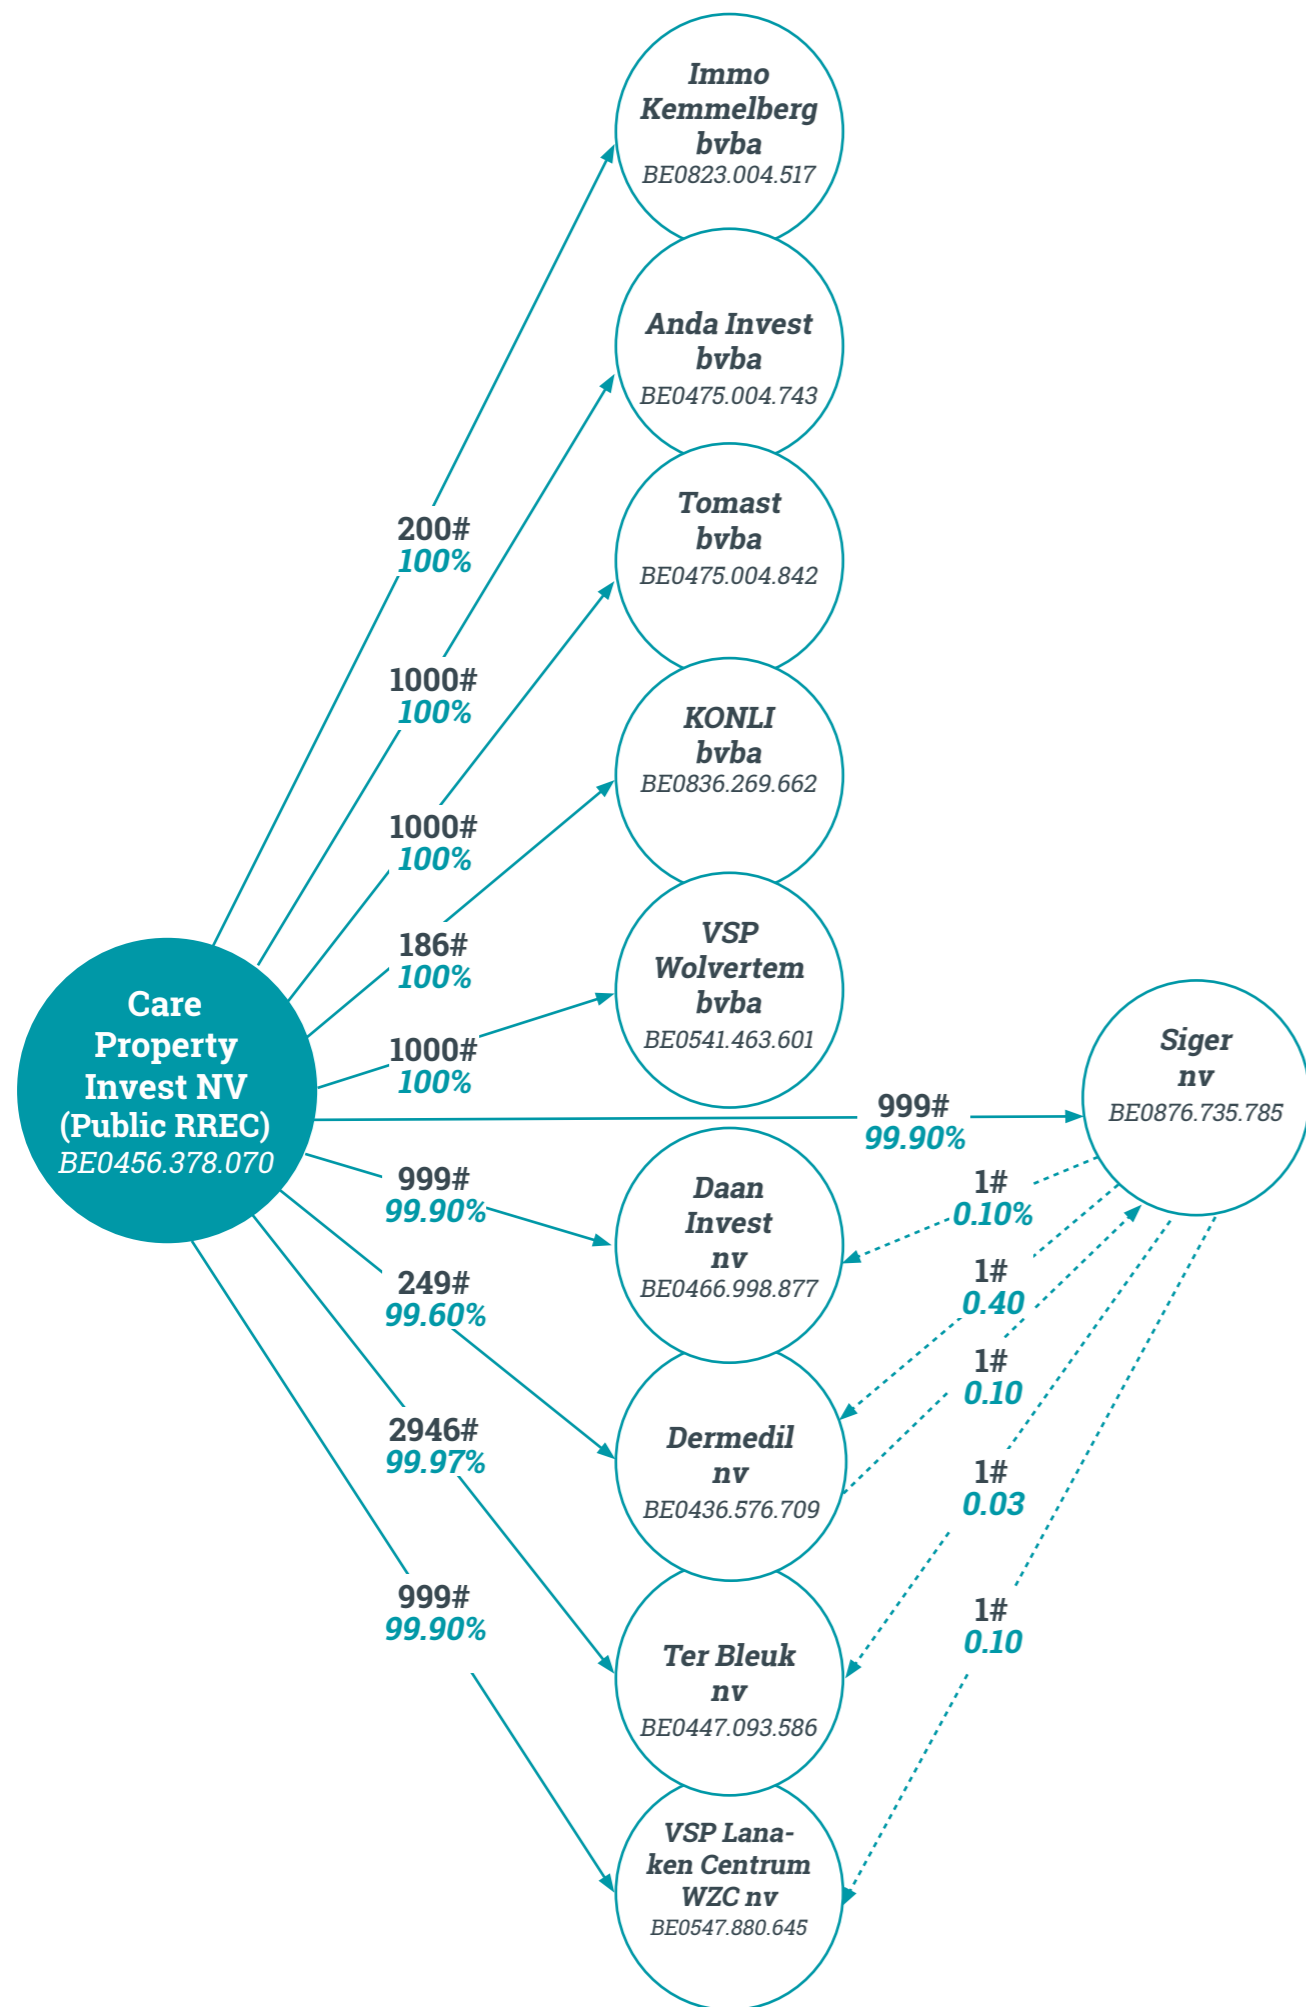 Immo
Kemmelberg
bvba
BE0823.004.517
Anda Invest
bvba
BE0475.004.743
Tomast
bvba
BE0475.004.842
KONLI
bvba
BE0836.269.662
VSP
Wolvertem
bvba
BE0541.463.601
200#
100%
1000#
100%
1000#
100%
186#
100%
1000#
100%
Care
Property
Invest NV
(Public RREC)
BE0456.378.070
999#
99.90%
Siger
nv
BE0876.735.785
999#
99.90%
249#
99.60%
2946#
99.97%
999#
99.90%
Daan
Invest
nv
BE0466.998.877
Dermedil
nv
BE0436.576.709
Ter Bleuk
nv
BE0447.093.586
VSP Lana-
ken Centrum
WZC nv
BE0547.880.645
1#
0.10%
1#
0.40
1#
0.10
1#
0.03
1#
0.10